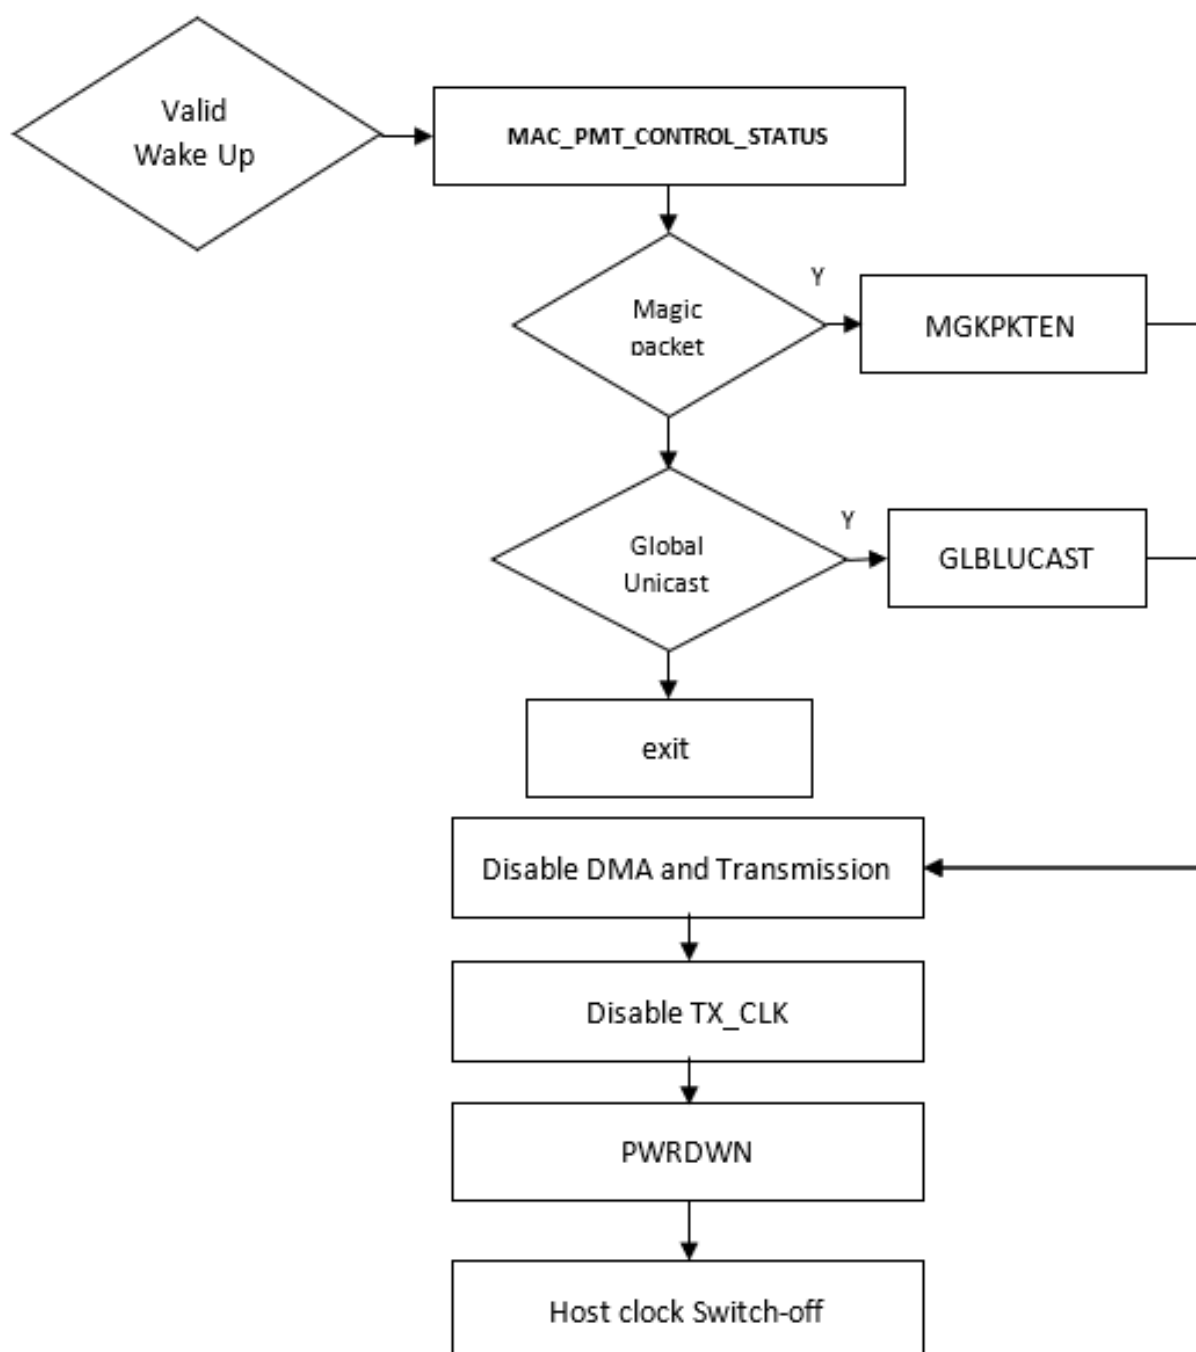 Valid
Wake Up
MAC_PMT_CONTROL_STATUS
Magic
packet
Y
MGKPKTEN
Global
Unicast
Y
GLBLUCAST
exit
Disable DMA and Transmission
Disable TX_CLK
PWRDWN
Host clock Switch-off